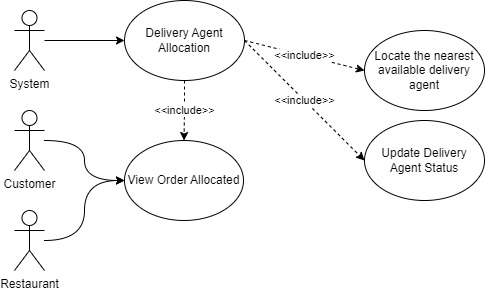 Delivery Agent
Allocation
System
<<include>>
Locate the nearest
available delivery
agent
<<include>>
<<include>>
Customer
View Order Allocated
Update Delivery
Agent Status
Restaurant